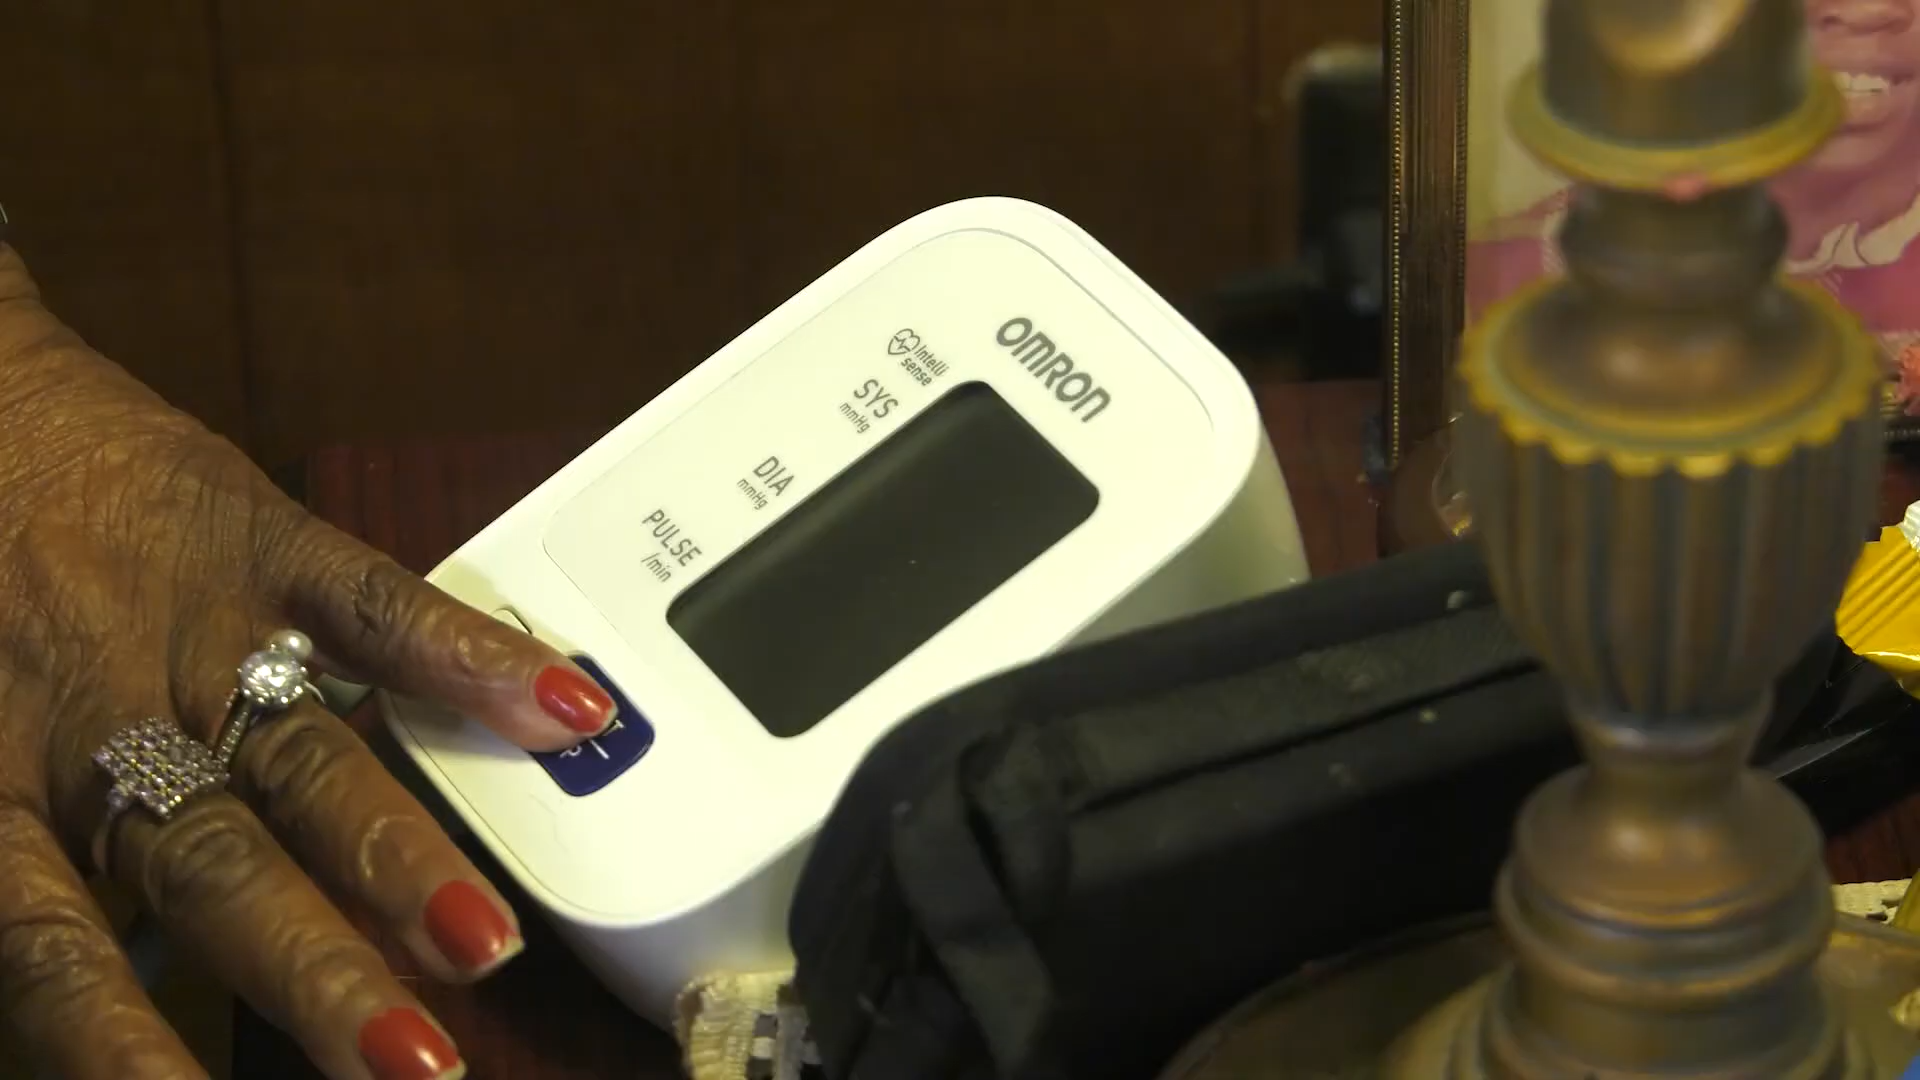 OMRON
intelli
sense
SYS
mmHg
DIA
mmHg
PULSE
/min